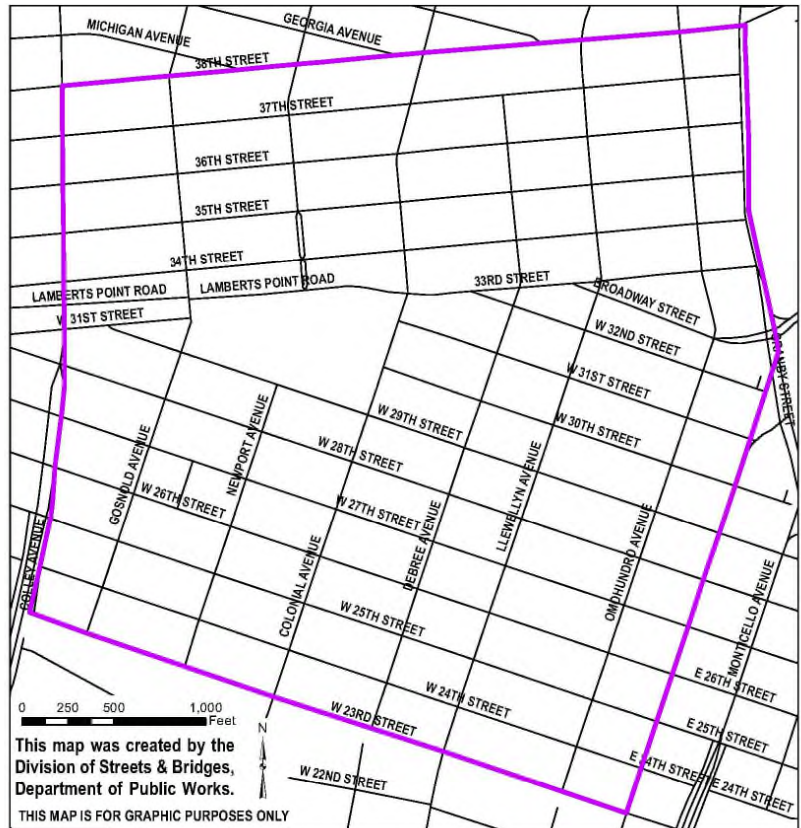 MICHIGAN AVENUE
GEORGIA AVENUE
38TH STREET
37TH STREET
36TH STREET
35TH STREET
34TH STREET
LAMBERTS POINT ROAD
LAMBERTS POINT ROAD
33RD STREET
BROADWAY STREET
W 31ST STREET
W 32ND STREET
GRANBY STREET
W 31ST STREET
W 30TH STREET
W 29TH STREET
W 28TH STREET
NEWPORT AVENUE
GOSNOLD AVENUE
W 26TH STREET
W 27TH STREET
LLEWELLYN AVENUE
DEBREE AVENUE
OMOHUNDRO AVENUE
COLLEY AVENUE
COLONIAL AVENUE
W 25TH STREET
MONTICELLO AVENUE
E 26TH STREET
W 24TH STREET
W 23RD STREET
E 25TH STREET
E 24TH STREET
E 24TH STREET
W 22ND STREET
0 250 500 1,000
Feet
N
This map was created by the
Division of Streets & Bridges,
Department of Public Works.
THIS MAP IS FOR GRAPHIC PURPOSES ONLY